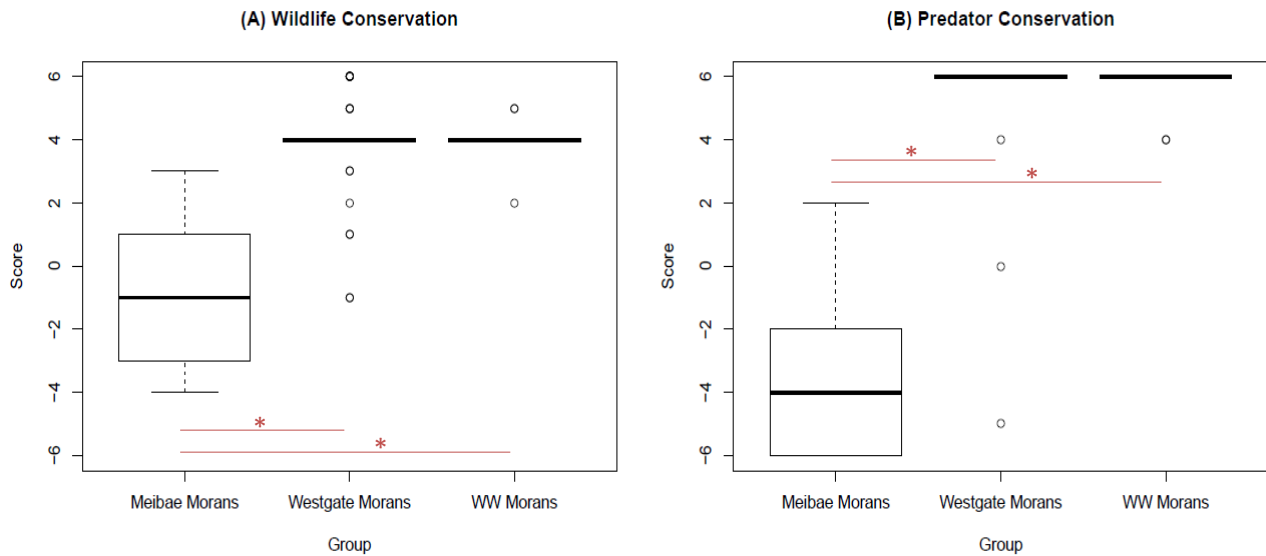 (A) Wildlife Conservation
Score
6
4
2
0
−2
−4
−6
*
*
Meibae Morans Westgate Morans WW Morans
Group
(B) Predator Conservation
Score
6
4
2
0
−2
−4
−6
*
*
Meibae Morans Westgate Morans WW Morans
Group